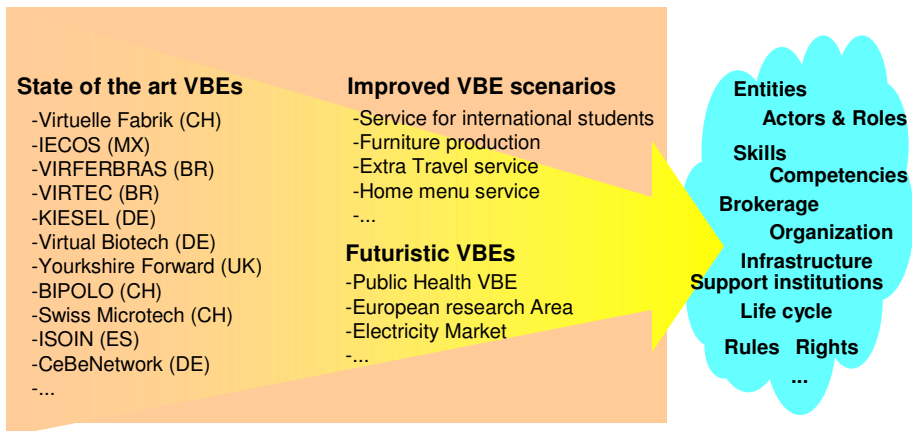 State of the art VBEs
-Virtuelle Fabrik (CH)
-IECOS (MX)
-VIRFERBRAS (BR)
-VIRTEC (BR)
-KIESEL (DE)
-Virtual Biotech (DE)
-Yourkshire Forward (UK)
-BIPOLO (CH)
-Swiss Microtech (CH)
-ISOIN (ES)
-CeBeNetwork (DE)
-...
Improved VBE scenarios
-Service for international students
-Furniture production
-Extra Travel service
-Home menu service
-...
Futuristic VBEs
-Public Health VBE
-European research Area
-Electricity Market
-...
Entities
Actors & Roles
Skills
Competencies
Brokerage
Organization
Infrastructure
Support institutions
Life cycle
Rules Rights
...